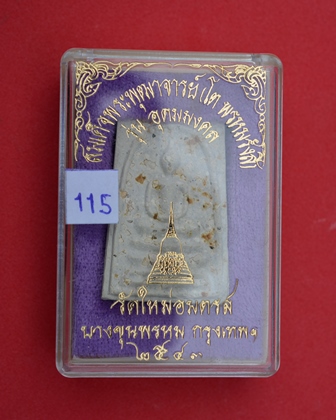 สมเด็จพระพุฒาจารย์ (โต พรหมรังสี)
รุ่น อุดมมงคล
115
วัดใหม่อมตรส
บางขุนพรหม กรุงเทพฯ
๒๕๔๓